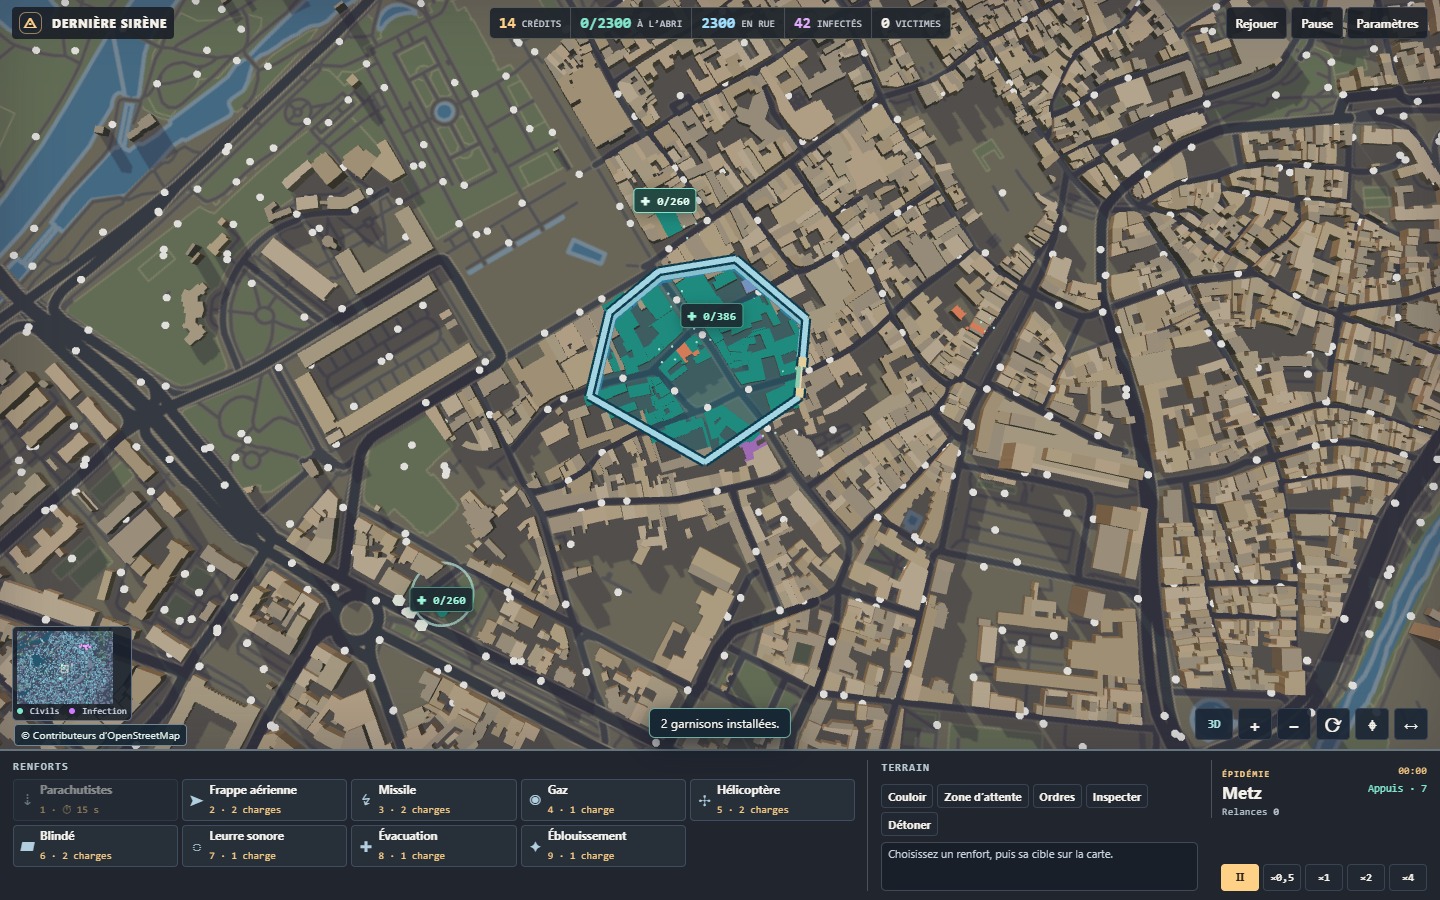 DERNIÈRE SIRÈNE
14 CRÉDITS
0/2300 À L'ABRI
2300 EN RUE
42 INFECTÉS
0 VICTIMES
Rejouer
Pause
Paramètres
0/260
0/386
0/260
Civils
Infection
© Contributeurs d'OpenStreetMap
2 garnisons installées.
3D
+
−
RENFORTS
Parachutistes
1 · 15 s
Frappe aérienne
2 · 2 charges
Missile
3 · 2 charges
Gaz
4 · 1 charge
Hélicoptère
5 · 2 charges
Blindé
6 · 2 charges
Leurre sonore
7 · 1 charge
Évacuation
8 · 1 charge
Éblouissement
9 · 1 charge
TERRAIN
Couloir
Zone d'attente
Ordres
Inspecter
Détoner
Choisissez un renfort, puis sa cible sur la carte.
ÉPIDÉMIE
00:00
Metz
Appuis · 7
Relances 0
II
×0,5
×1
×2
×4